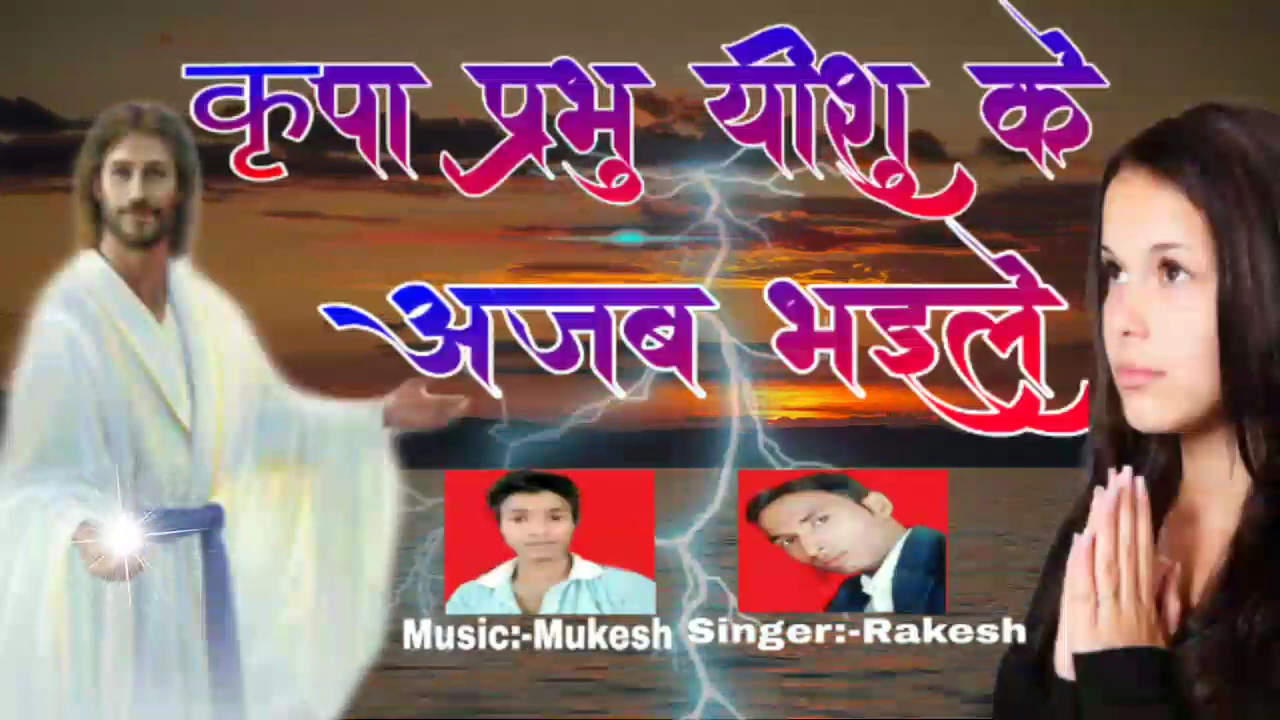 कृपा प्रभु यीशु के
अजब भइले
Music:-Mukesh Singer:-Rakesh